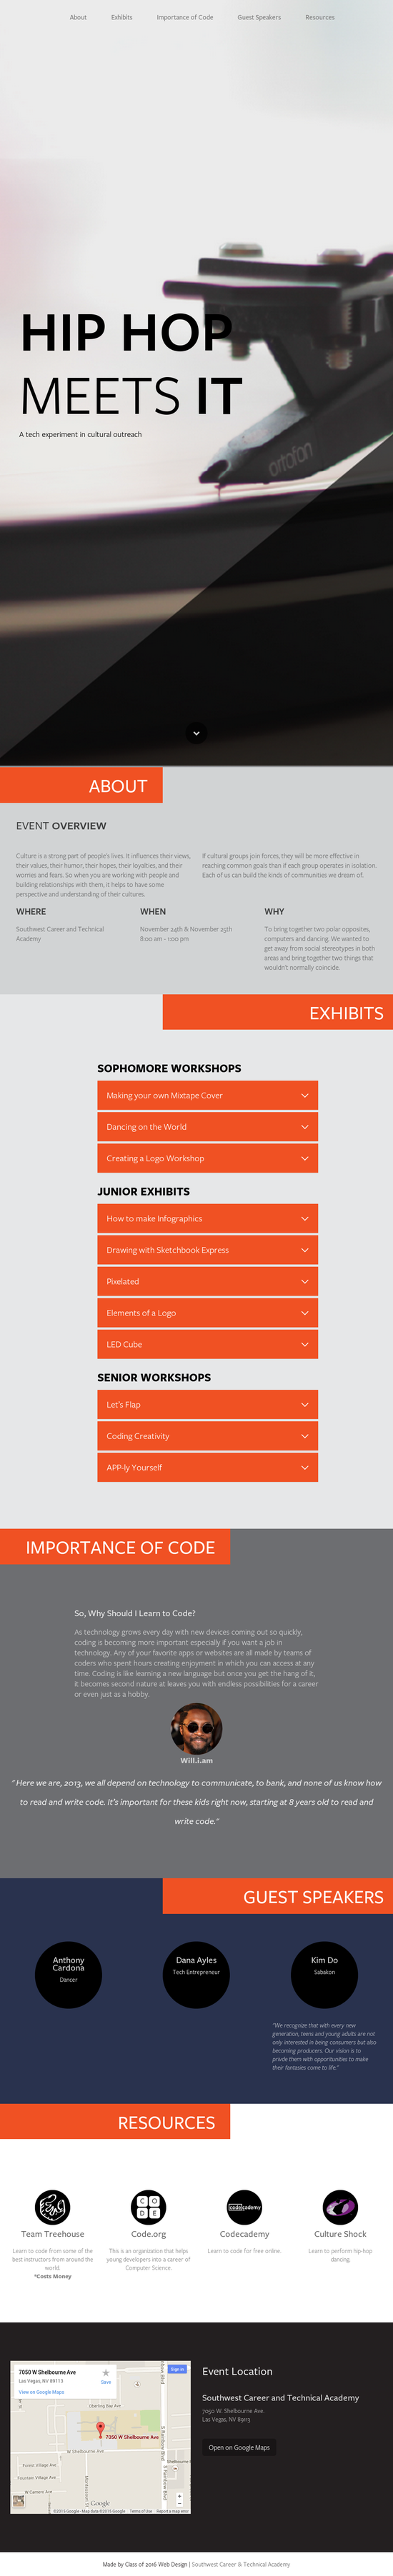 About Exhibits Importance of Code Guest Speakers Resources
ortofon
HIP HOP
MEETS IT
A tech experiment in cultural outreach
ABOUT
EVENT OVERVIEW
Culture is a strong part of people's lives. It influences their views,
their values, their humor, their hopes, their loyalties, and their
worries and fears. So when you are working with people and
building relationships with them, it helps to have some
perspective and understanding of their cultures.
If cultural groups join forces, they will be more effective in
reaching common goals than if each group operates in isolation.
Each of us can build the kinds of communities we dream of.
WHERE
Southwest Career and Technical
Academy
WHEN
November 24th & November 25th
8:00 am - 1:00 pm
WHY
To bring together two polar opposites,
computers and dancing. We wanted to
get away from social stereotypes in both
areas and bring together two things that
wouldn't normally coincide.
EXHIBITS
SOPHOMORE WORKSHOPS
Making your own Mixtape Cover
Dancing on the World
Creating a Logo Workshop
JUNIOR EXHIBITS
How to make Infographics
Drawing with Sketchbook Express
Pixelated
Elements of a Logo
LED Cube
SENIOR WORKSHOPS
Let's Flap
Coding Creativity
APP-ly Yourself
IMPORTANCE OF CODE
So, Why Should I Learn to Code?
As technology grows every day with new devices coming out so quickly,
coding is becoming more important especially if you want a job in
technology. Any of your favorite apps or websites are all made by teams of
coders who spent hours creating enjoyment in which you can access at any
time. Coding is like learning a new language but once you get the hang of it,
it becomes second nature at leaves you with endless possibilities for a career
or even just as a hobby.
Will.i.am
" Here we are, 2013, we all depend on technology to communicate, to bank, and none of us know how
to read and write code. It's important for these kids right now, starting at 8 years old to read and
write code."
GUEST SPEAKERS
Anthony
Cardona
Dancer
Dana Ayles
Tech Entrepreneur
Kim Do
Sabakon
"We recognize that with every new
generation, teens and young adults are not
only interested in being consumers but also
becoming producers. Our vision is to
privde them with opportunities to make
their fantasies come to life."
RESOURCES
Team Treehouse
Learn to code from some of the
best instructors from around the
world.
*Costs Money
CO
DE
Code.org
This is an organization that helps
young developers into a career of
Computer Science.
codecademy
Codecademy
Learn to code for free online.
Culture Shock
Learn to perform hip-hop
dancing.
7050 W Shelbourne Ave
Las Vegas, NV 89113
View on Google Maps
Save
Sign in
Oberling Bay Ave
7050 W Shelbourne Ave
W Shelbourne Ave
Forest Village Ave
Fountain Village Ave
W Camero Ave
Montessouri St
S Rainbow Blvd
Google
©2015 Google - Map data ©2015 Google Terms of Use Report a map error
Event Location
Southwest Career and Technical Academy
7050 W. Shelbourne Ave.
Las Vegas, NV 89113
Open on Google Maps
Made by Class of 2016 Web Design | Southwest Career & Technical Academy